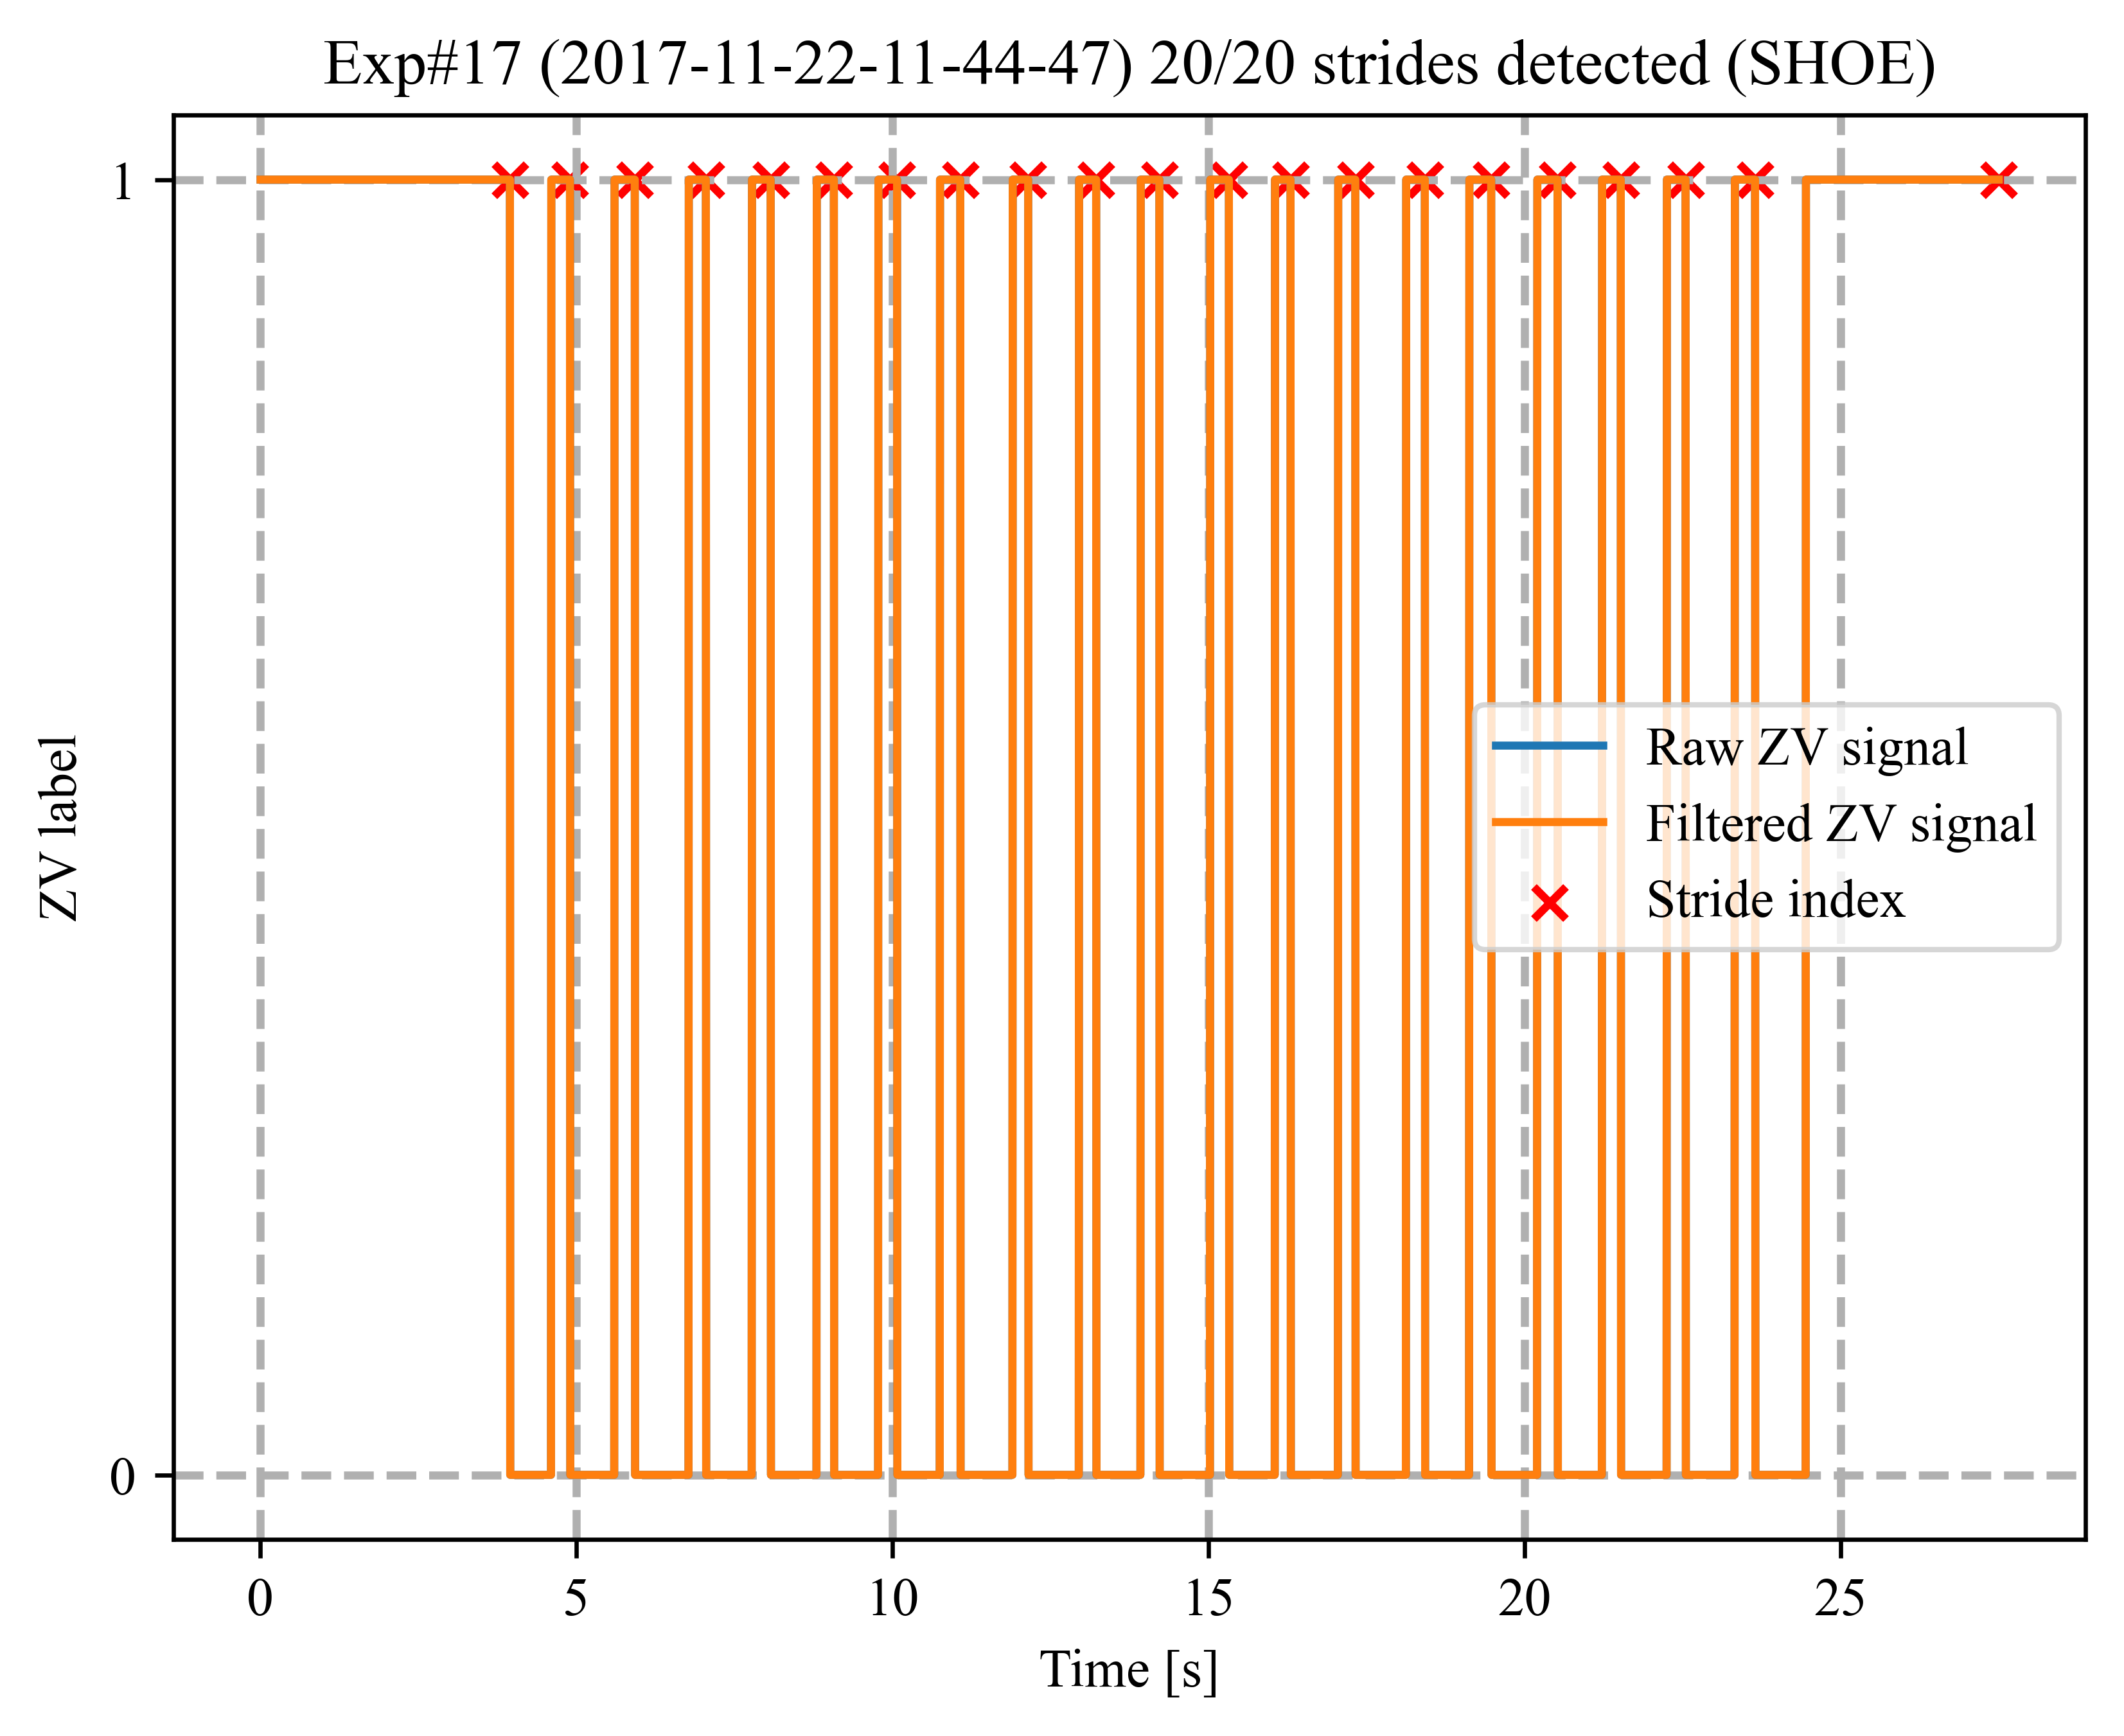 Exp#17 (2017-11-22-11-44-47) 20/20 strides detected (SHOE)
1
ZV label
Raw ZV signal
Filtered ZV signal
Stride index
0
0 5 10 15 20 25
Time [s]